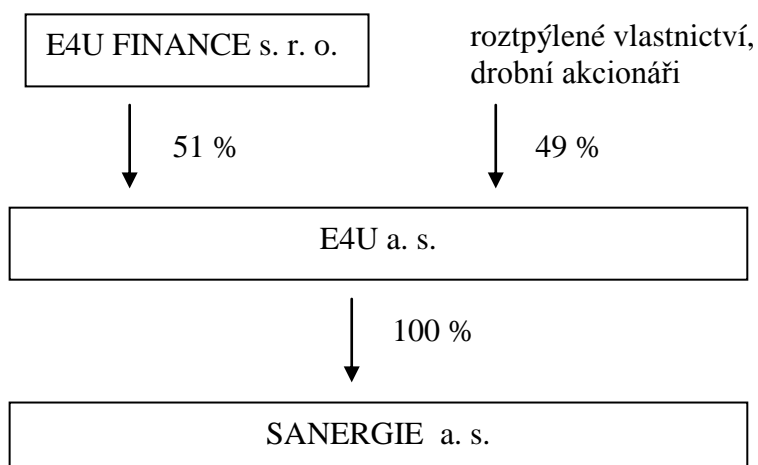 E4U FINANCE s. r. o.
roztpýlené vlastnictví,
drobní akcionáři
51 %
49 %
E4U a. s.
100 %
SANERGIE a. s.